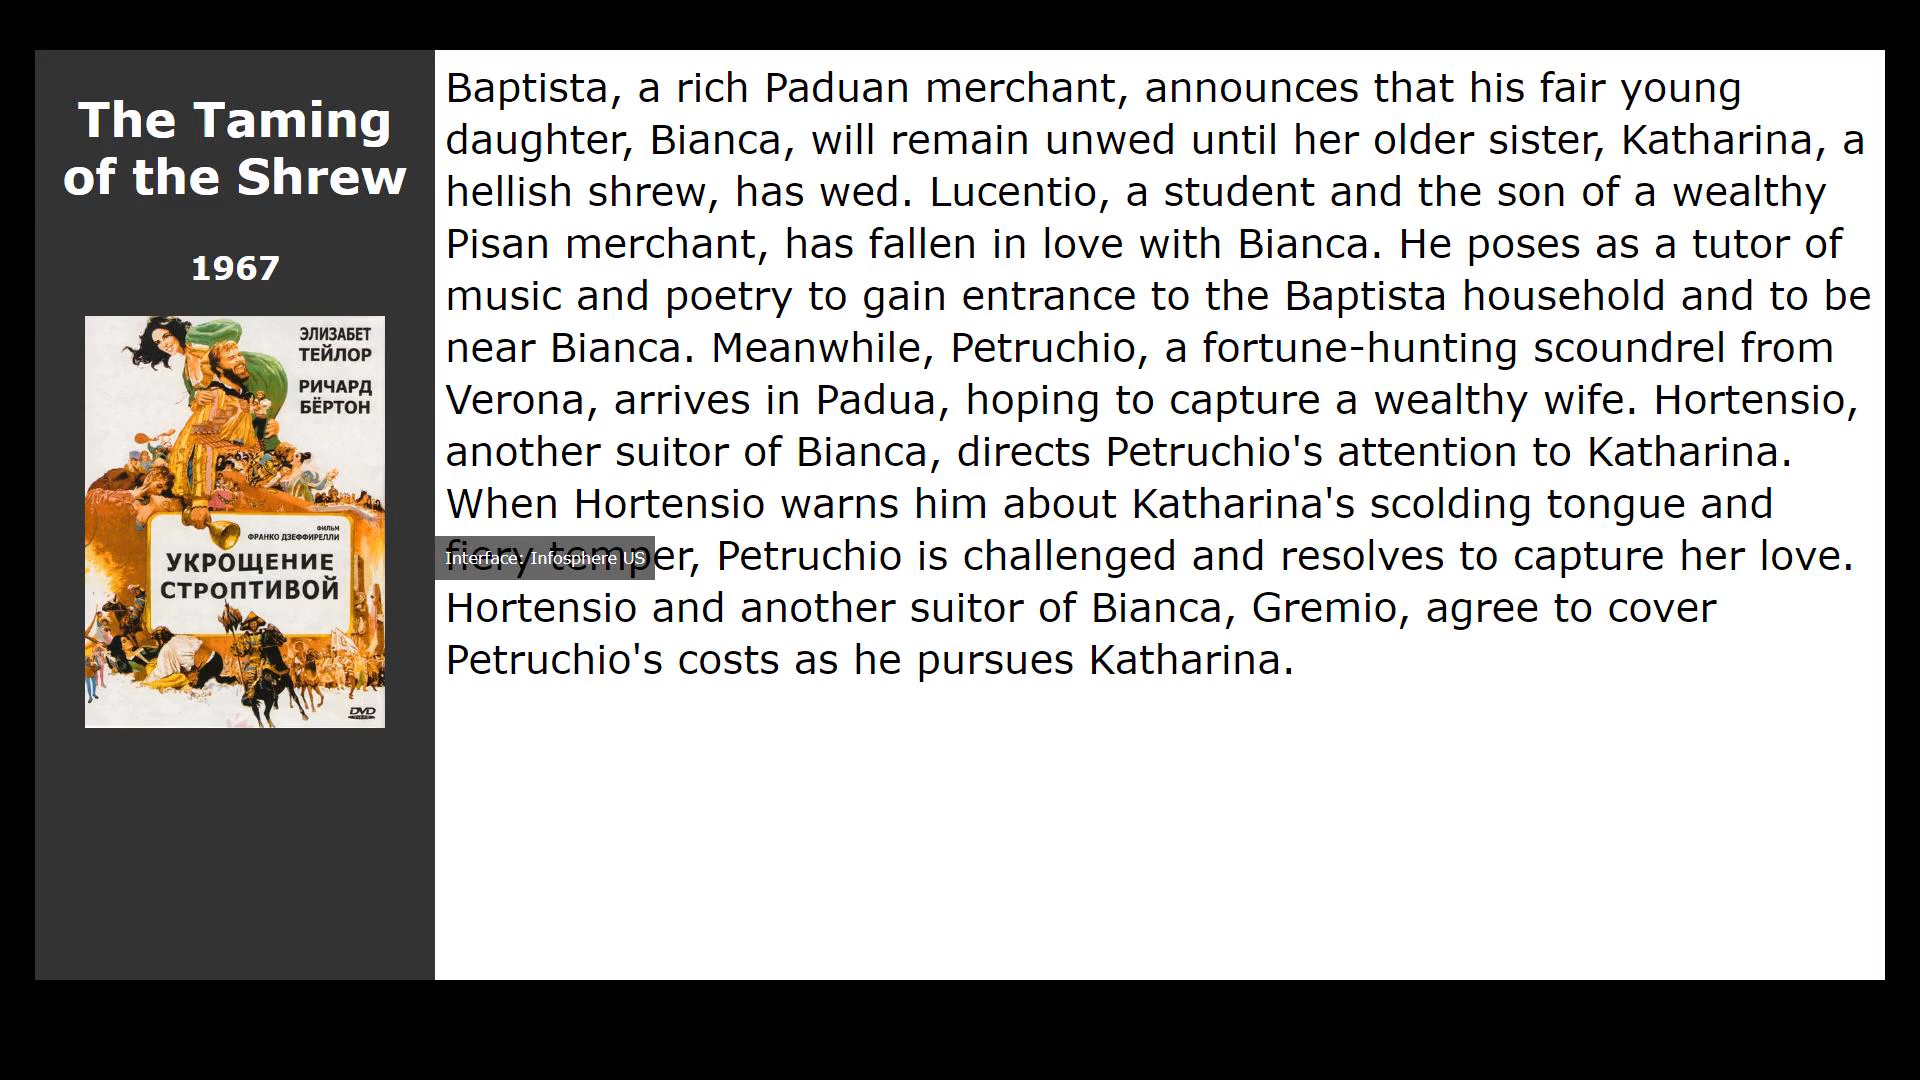 The Taming
of the Shrew
1967
ЭЛИЗАБЕТ
ТЕЙЛОР
РИЧАРД
БЁРТОН
ФИЛЬМ
ФРАНКО ДЗЕФФИРЕЛЛИ
УКРОЩЕНИЕ
СТРОПТИВОЙ
DVD
VIDEO
Baptista, a rich Paduan merchant, announces that his fair young
daughter, Bianca, will remain unwed until her older sister, Katharina, a
hellish shrew, has wed. Lucentio, a student and the son of a wealthy
Pisan merchant, has fallen in love with Bianca. He poses as a tutor of
music and poetry to gain entrance to the Baptista household and to be
near Bianca. Meanwhile, Petruchio, a fortune-hunting scoundrel from
Verona, arrives in Padua, hoping to capture a wealthy wife. Hortensio,
another suitor of Bianca, directs Petruchio's attention to Katharina.
When Hortensio warns him about Katharina's scolding tongue and
fiery temper, Petruchio is challenged and resolves to capture her love.
Interface: Infosphere US
Hortensio and another suitor of Bianca, Gremio, agree to cover
Petruchio's costs as he pursues Katharina.